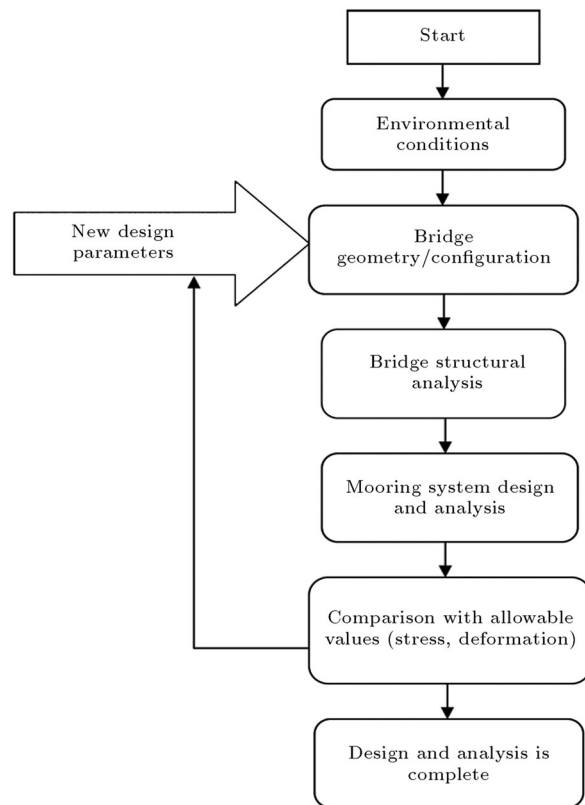 Start
Environmental
conditions
New design
parameters
Bridge
geometry/configuration
Bridge structural
analysis
Mooring system design
and analysis
Comparison with allowable
values (stress, deformation)
Design and analysis is
complete